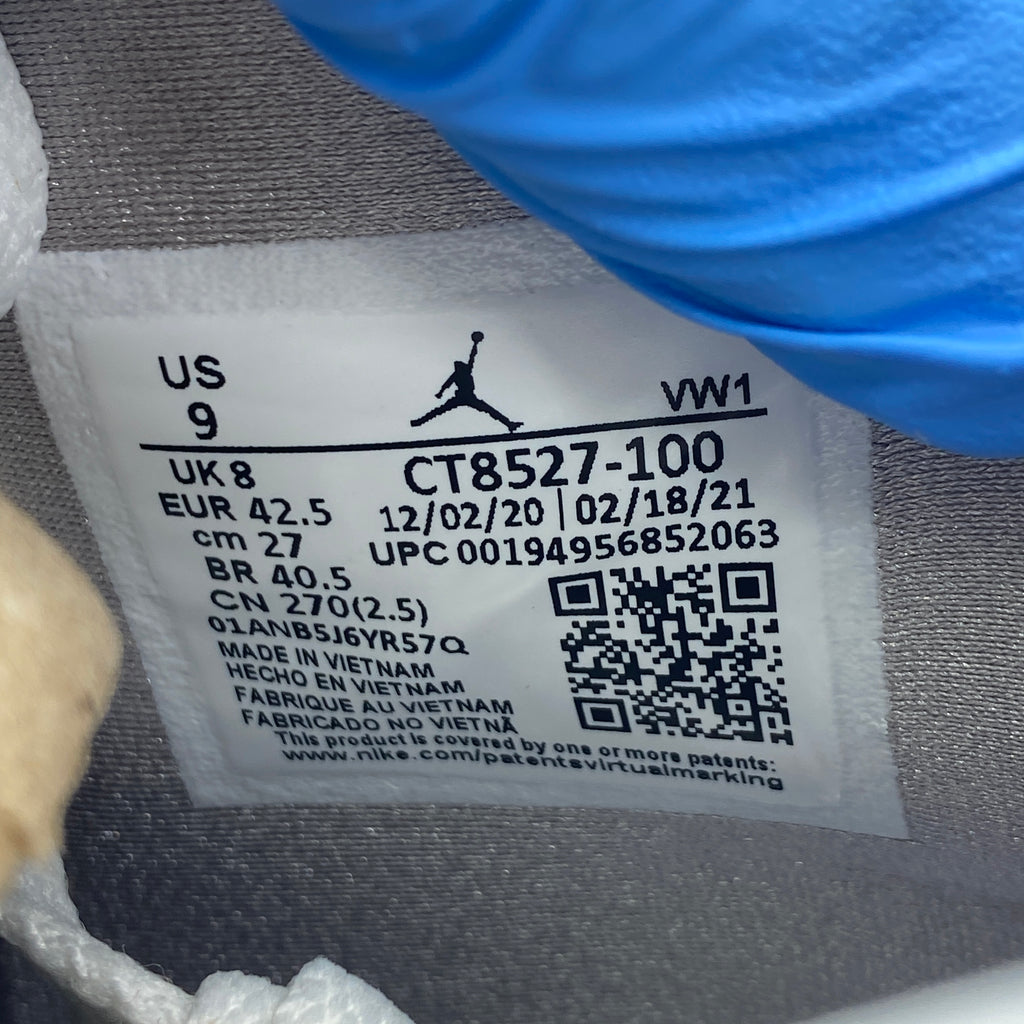 US
9
VW1
UK 8
EUR 42.5
cm 27
BR 40.5
CN 270(2.5)
01ANB5J6YR57Q
MADE IN VIETNAM
HECHO EN VIETNAM
FABRIQUE AU VIETNAM
FABRICADO NO VIETNÃ
CT8527-100
12/02/20 | 02/18/21
UPC 00194956852063
This product is covered by one or more patents:
www.nike.com/patentsvirtualmarking